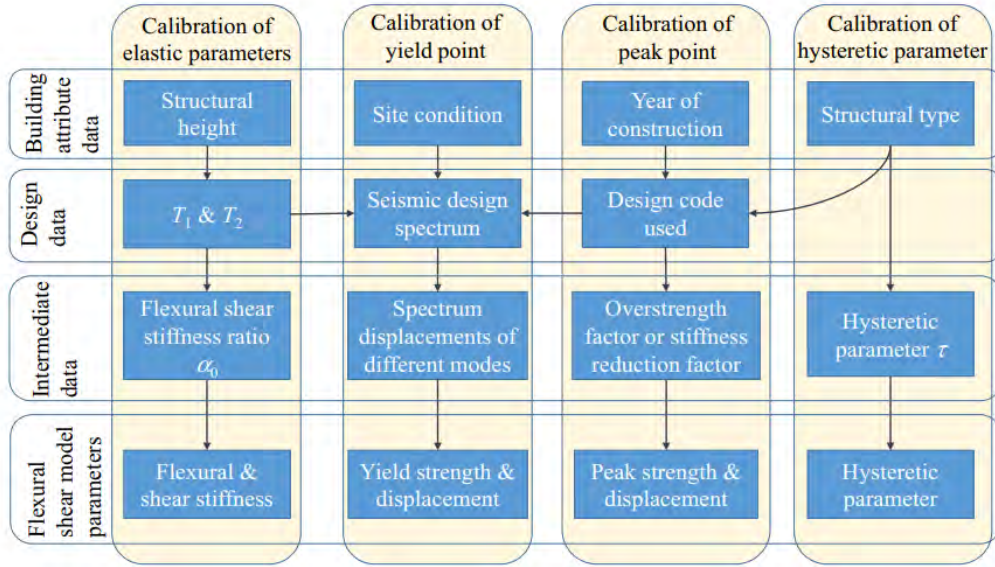 Calibration of
elastic parameters
Calibration of
yield point
Calibration of
peak point
Calibration of
hysteretic parameter
Building
attribute
data
Structural
height
Site condition
Year of
construction
Structural type
Design
data
T₁ & T₂
Seismic design
spectrum
Design code
used
Intermediate
data
Flexural shear
stiffness ratio
α₀
Spectrum
displacements of
different modes
Overstrength
factor or stiffness
reduction factor
Hysteretic
parameter τ
Flexural
shear model
parameters
Flexural &
shear stiffness
Yield strength &
displacement
Peak strength &
displacement
Hysteretic
parameter